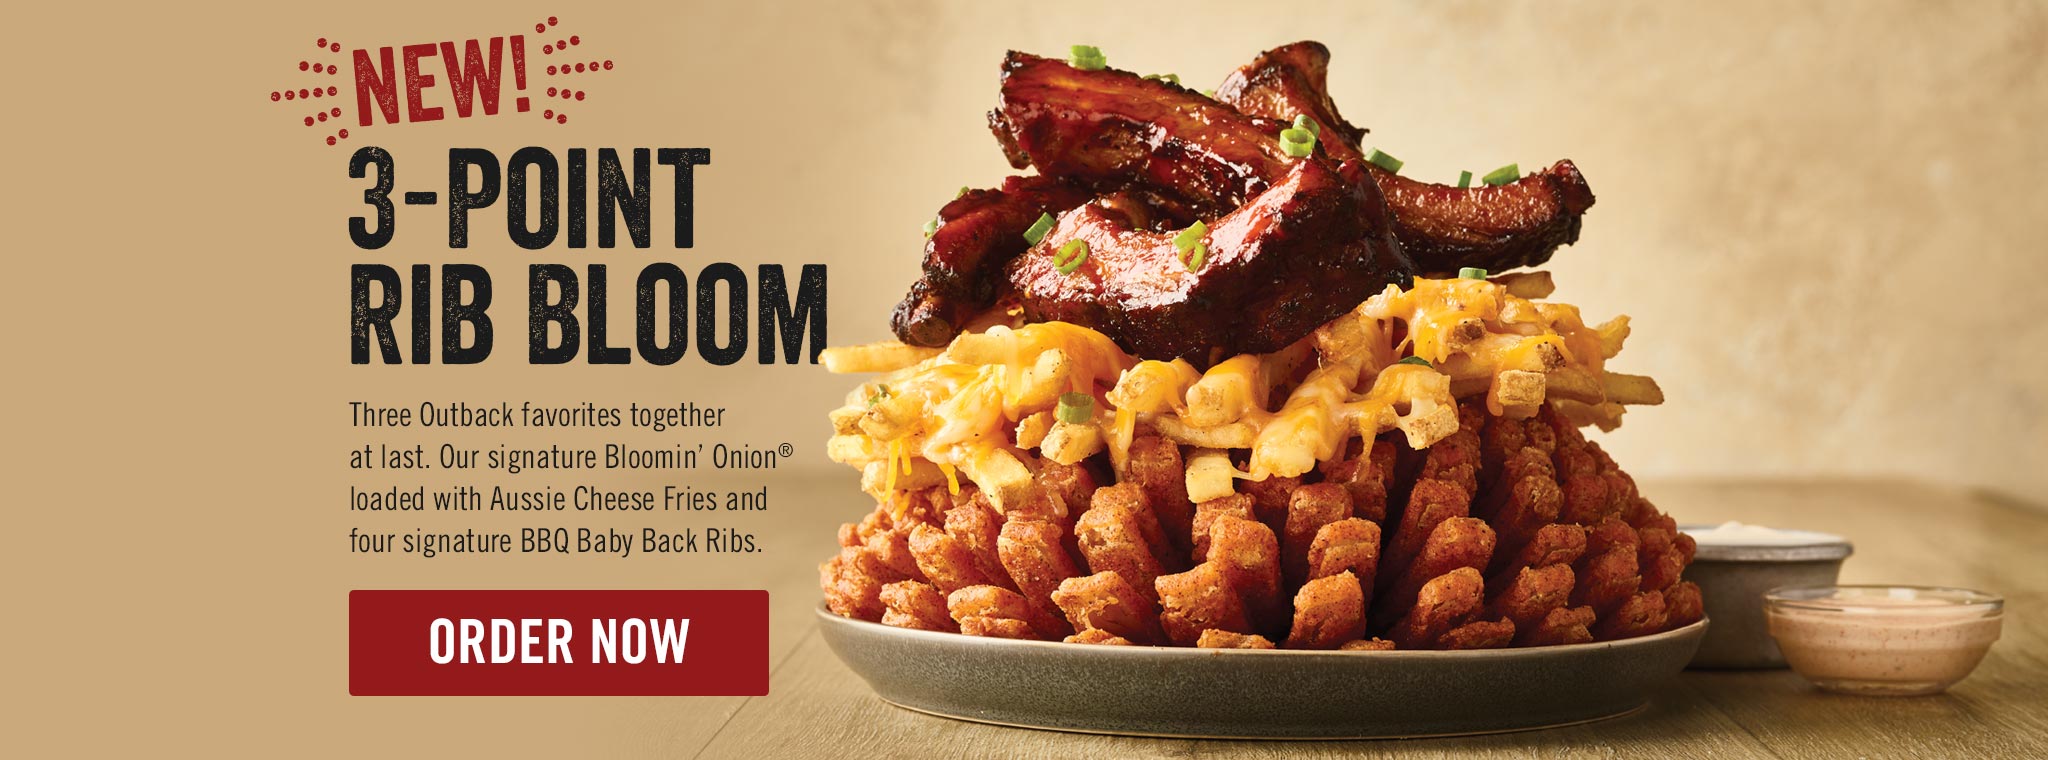 NEW!
3-POINT
RIB BLOOM
Three Outback favorites together
at last. Our signature Bloomin’ Onion®
loaded with Aussie Cheese Fries and
four signature BBQ Baby Back Ribs.
ORDER NOW